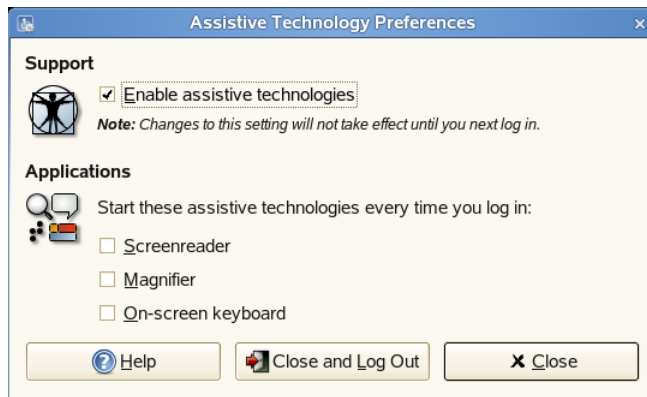 Assistive Technology Preferences
Support
Enable assistive technologies
Note: Changes to this setting will not take effect until you next log in.
Applications
Start these assistive technologies every time you log in:
Screenreader
Magnifier
On-screen keyboard
Help Close and Log Out Close